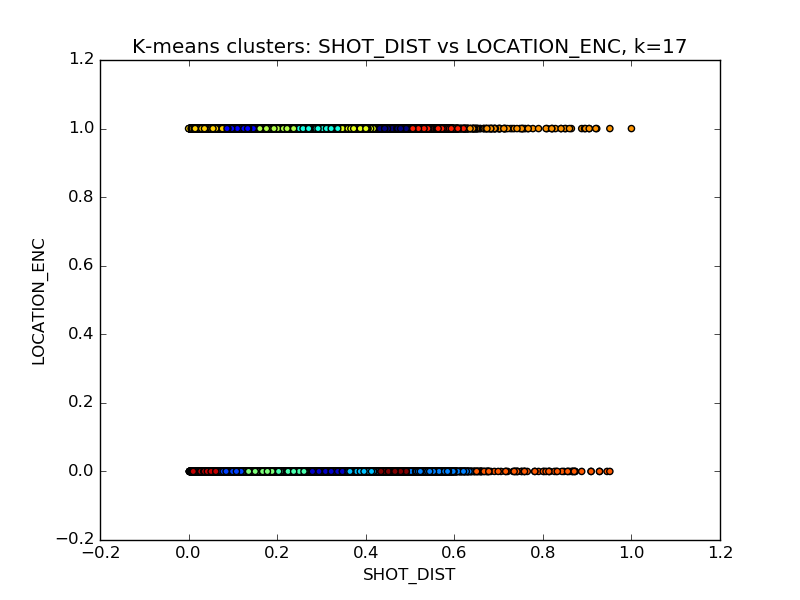 K-means clusters: SHOT_DIST vs LOCATION_ENC, k=17
1.2
1.0
0.8
0.6
0.4
0.2
0.0
−0.2
LOCATION_ENC
−0.2 0.0 0.2 0.4 0.6 0.8 1.0 1.2
SHOT_DIST